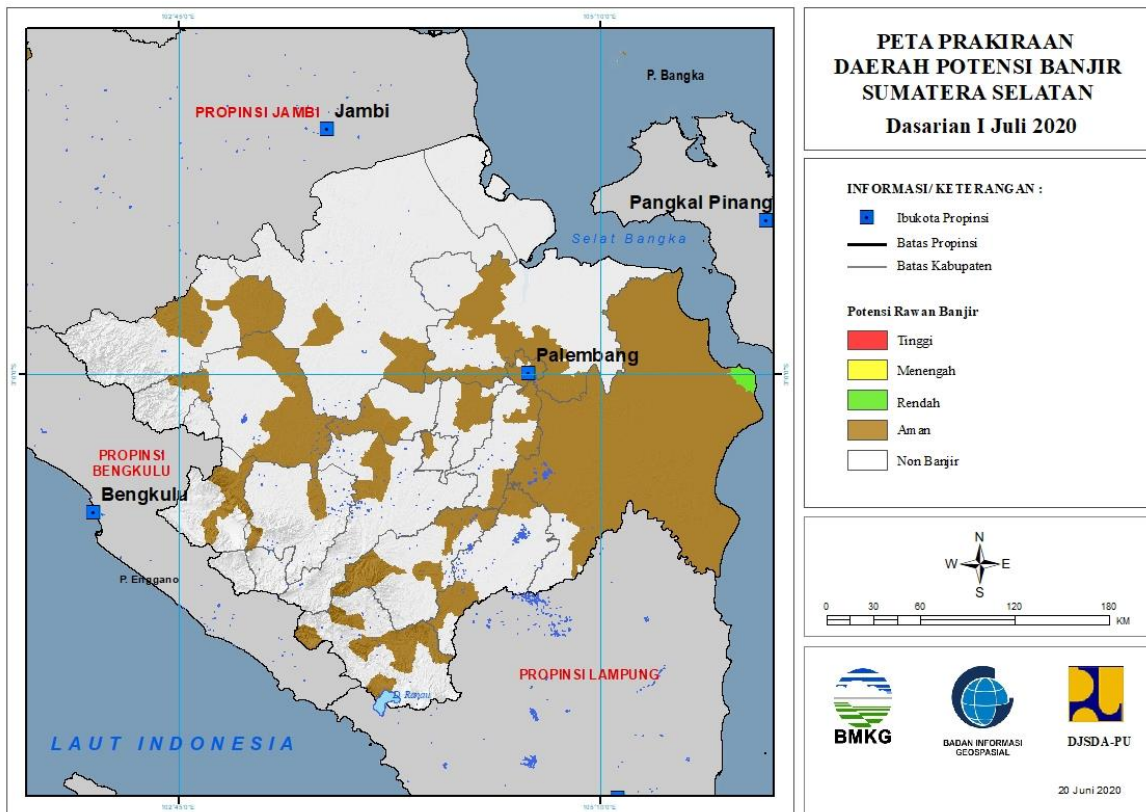 PETA PRAKIRAAN
DAERAH POTENSI BANJIR
SUMATERA SELATAN
Dasarian I Juli 2020
INFORMASI/ KETERANGAN :
Ibukota Propinsi
Batas Propinsi
Batas Kabupaten
Potensi Rawan Banjir
Tinggi
Menengah
Rendah
Aman
Non Banjir
N
W E
S
0 30 60 120 180
KM
BMKG
BADAN INFORMASI
GEOSPASIAL
DJSDA-PU
20 Juni 2020
P. Bangka
PROPINSI JAMBI
Jambi
Pangkal Pinang
Selat Bangka
Palembang
PROPINSI
BENGKULU
Bengkulu
P. Enggano
PROPINSI LAMPUNG
D. Ranau
LAUT INDONESIA